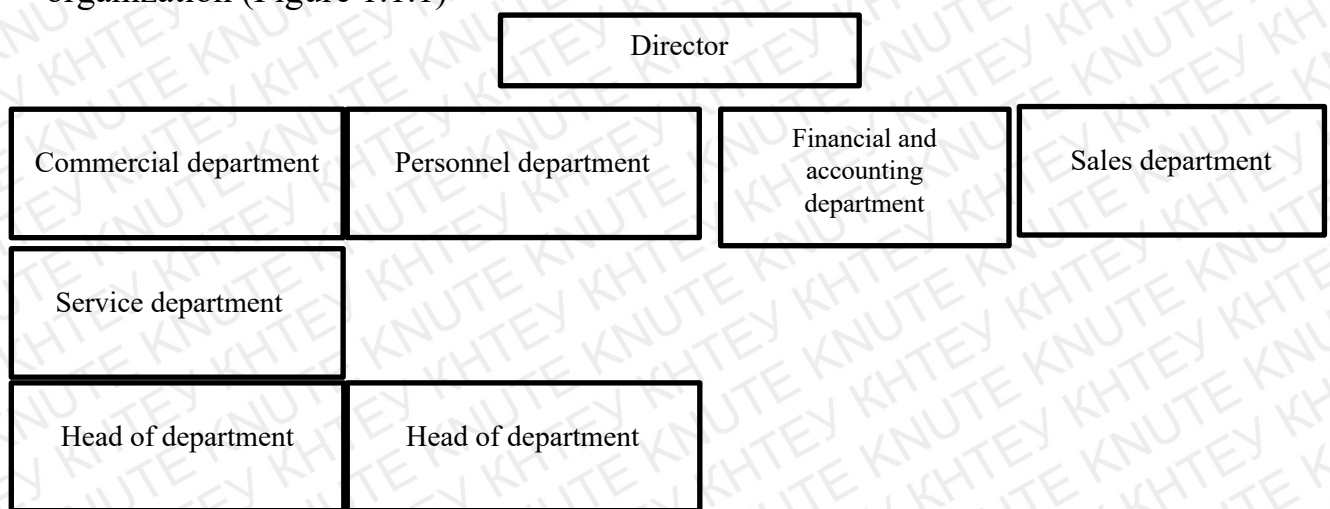 organization (Figure 1.1.1)
Director
Commercial department
Personnel department
Financial and
accounting
department
Sales department
Service department
Head of department
Head of department